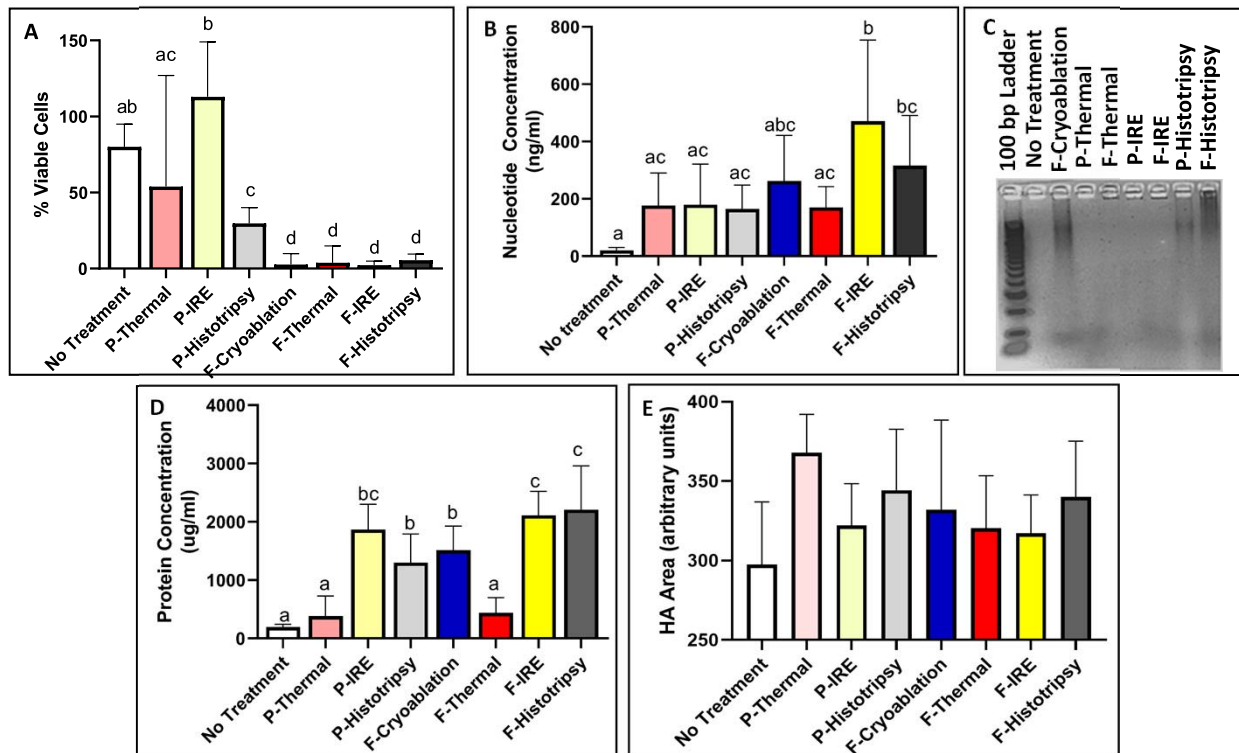 A
% Viable Cells
150
100
50
0
ab
ac
b
c
d
d
d
d
No Treatment
P-Thermal
P-IRE
P-Histotripsy
F-Cryoablation
F-Thermal
F-IRE
F-Histotripsy
B
Nucleotide Concentration
(ng/ml)
800
600
400
200
0
a
ac
ac
ac
abc
ac
b
bc
No treatment
P-Thermal
P-IRE
P-Histotripsy
F-Cryoablation
F-Thermal
F-IRE
F-Histotripsy
C
100 bp Ladder
No Treatment
F-Cryoablation
P-Thermal
F-Thermal
P-IRE
F-IRE
P-Histotripsy
F-Histotripsy
D
Protein Concentration
(ug/ml)
4000
3000
2000
1000
0
a
a
bc
b
b
a
c
c
No Treatment
P-Thermal
P-IRE
P-Histotripsy
F-Cryoablation
F-Thermal
F-IRE
F-Histotripsy
E
HA Area (arbitrary units)
400
350
300
250
No Treatment
P-Thermal
P-IRE
P-Histotripsy
F-Cryoablation
F-Thermal
F-IRE
F-Histotripsy